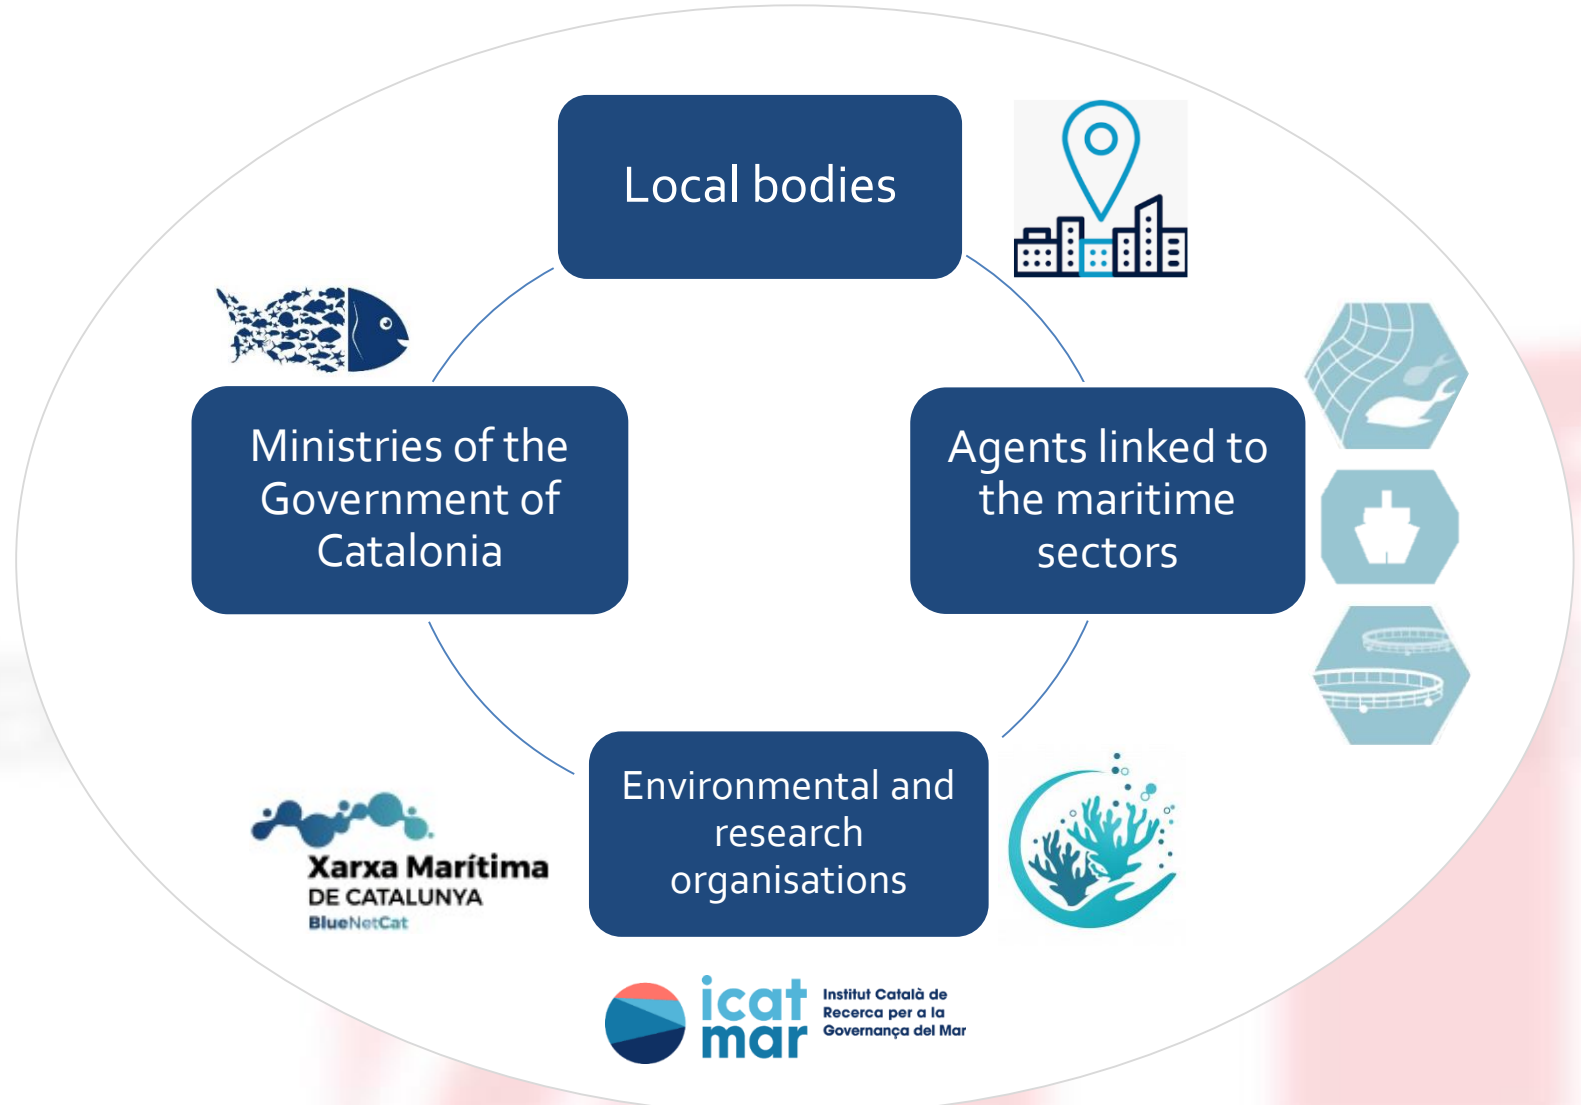 Local bodies
Ministries of the
Government of
Catalonia
Agents linked to
the maritime
sectors
Environmental and
research
organisations
Xarxa Marítima
DE CATALUNYA
BlueNetCat
icat
mar
Institut Català de
Recerca per a la
Governança del Mar